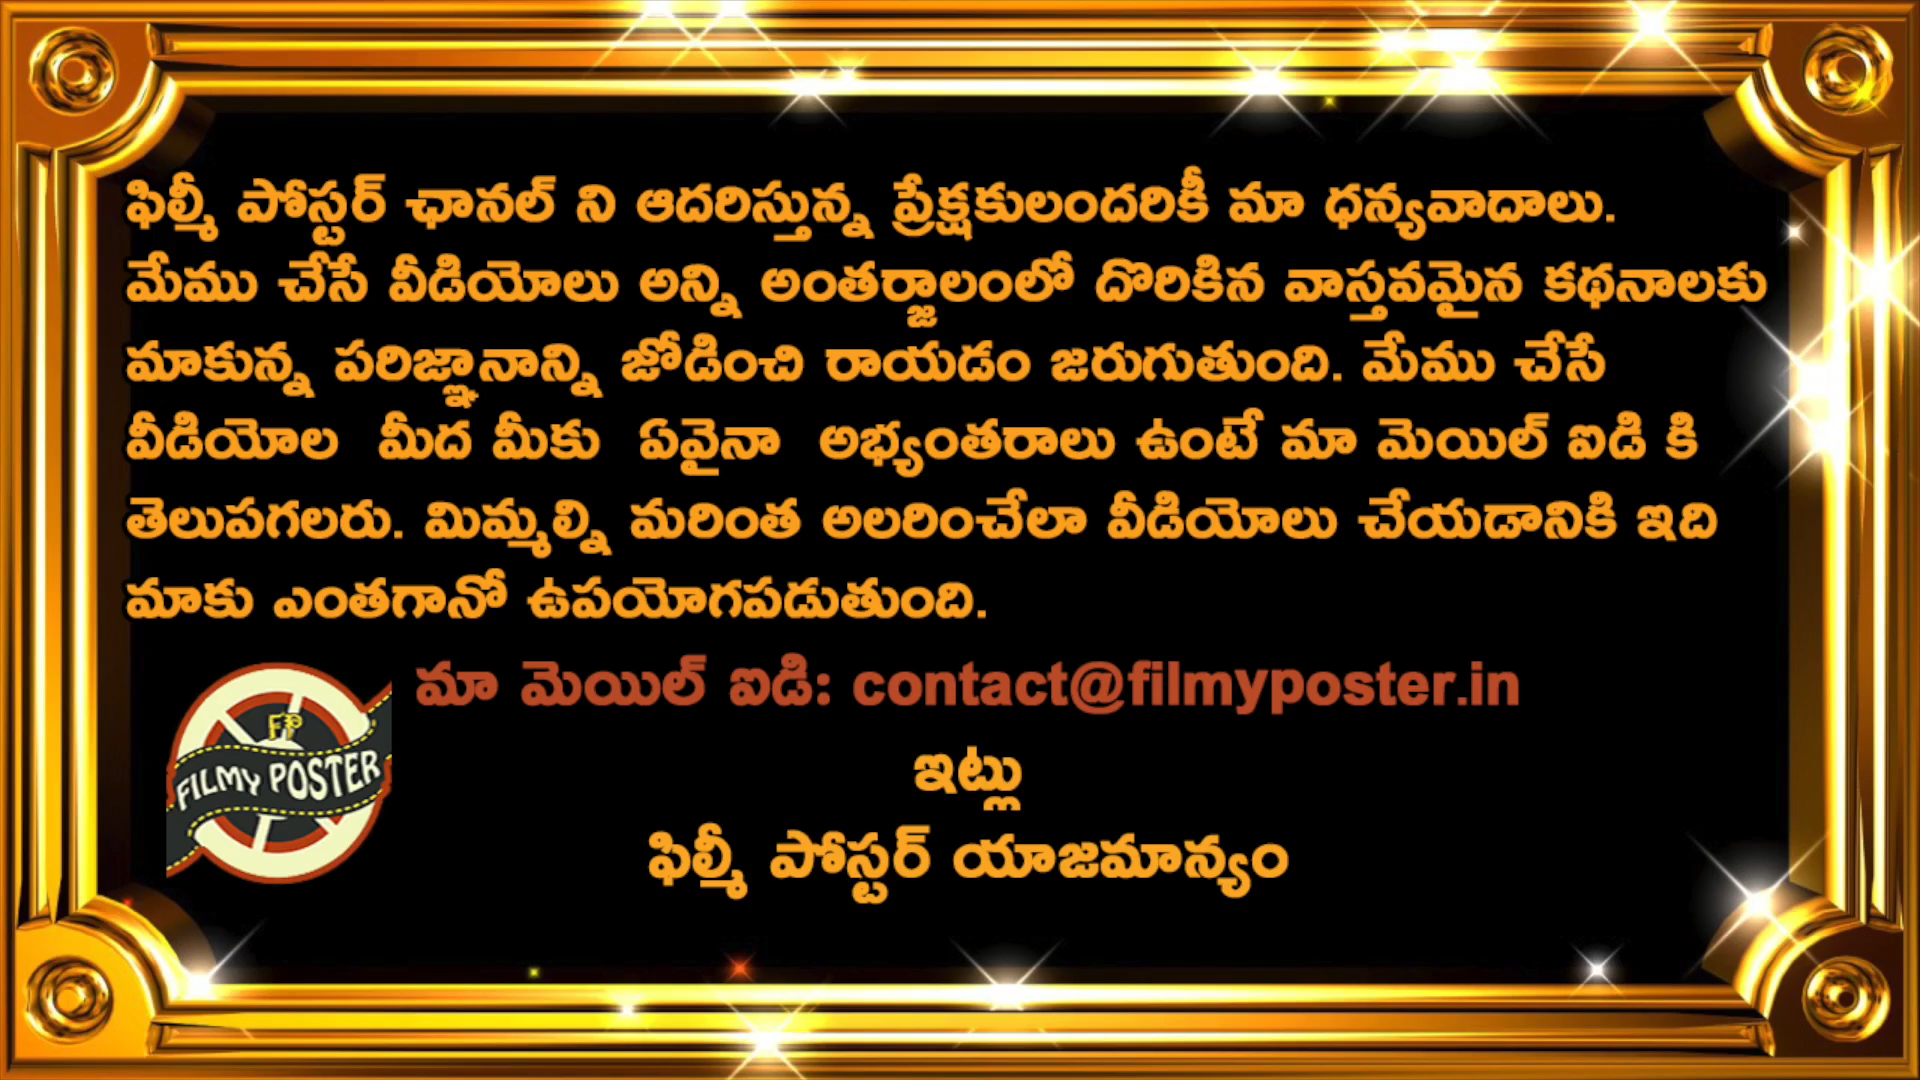 ఫిల్మీ పోస్టర్ ఛానల్ ని ఆదరిస్తున్న ప్రేక్షకులందరికీ మా ధన్యవాదాలు.
మేము చేసే వీడియోలు అన్ని అంతర్జాలంలో దొరికిన వాస్తవమైన కథనాలకు
మాకున్న పరిజ్ఞానాన్ని జోడించి రాయడం జరుగుతుంది. మేము చేసే
వీడియోల మీద మీకు ఏవైనా అభ్యంతరాలు ఉంటే మా మెయిల్ ఐడి కి
తెలుపగలరు. మిమ్మల్ని మరింత అలరించేలా వీడియోలు చేయడానికి ఇది
మాకు ఎంతగానో ఉపయోగపడుతుంది.
మా మెయిల్ ఐడి: contact@filmyposter.in
FP
FILMY POSTER
ఇట్లు
ఫిల్మీ పోస్టర్ యాజమాన్యం